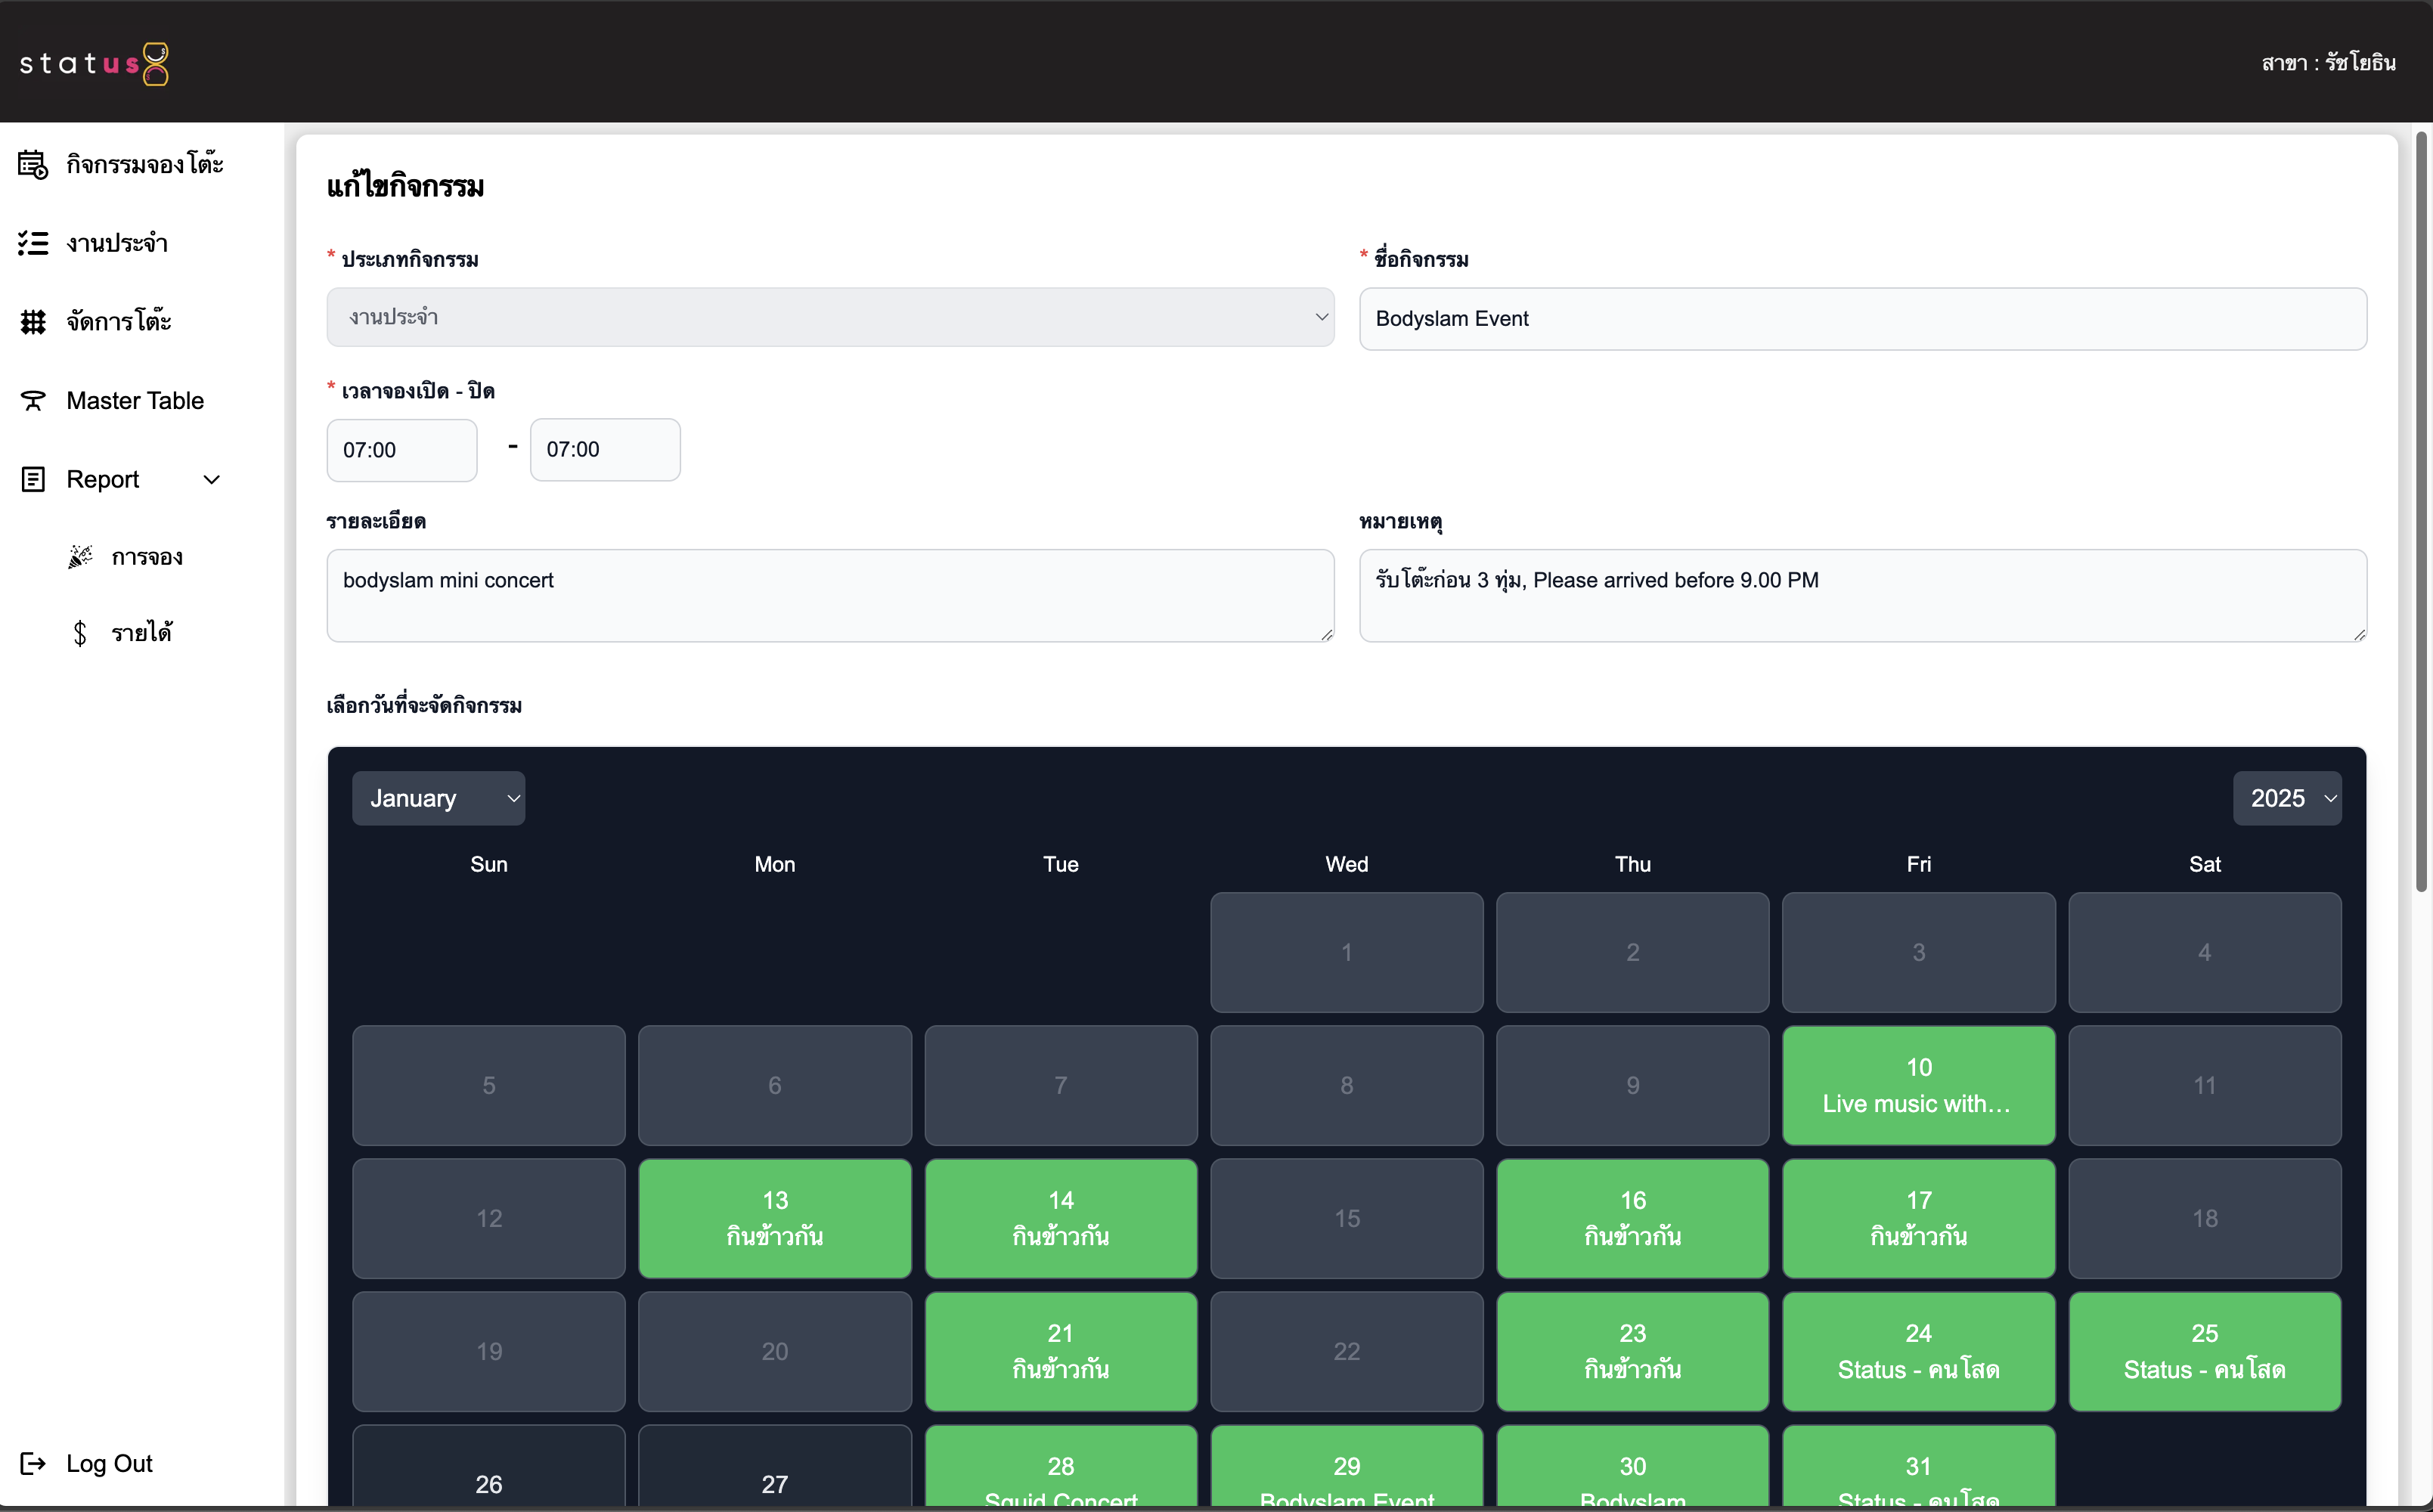 status
สาขา : รัชโยธิน
กิจกรรมจองโต๊ะ
งานประจำ
จัดการโต๊ะ
Master Table
Report
การจอง
รายได้
Log Out
แก้ไขกิจกรรม
* ประเภทกิจกรรม
งานประจำ
* ชื่อกิจกรรม
Bodyslam Event
* เวลาจองเปิด - ปิด
07:00 - 07:00
รายละเอียด
bodyslam mini concert
หมายเหตุ
รับโต๊ะก่อน 3 ทุ่ม, Please arrived before 9.00 PM
เลือกวันที่จะจัดกิจกรรม
January 2025
Sun Mon Tue Wed Thu Fri Sat
1 2 3 4
5 6 7 8 9 10 11
Live music with...
12 13 14 15 16 17 18
กินข้าวกัน กินข้าวกัน กินข้าวกัน กินข้าวกัน
19 20 21 22 23 24 25
กินข้าวกัน กินข้าวกัน Status - คนโสด Status - คนโสด
26 27 28 29 30 31
Squid Concert Bodyslam Event Bodyslam Status - คนโสด